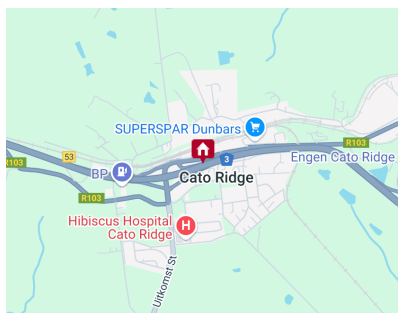 SUPERSPAR Dunbars
R103
53
3
Engen Cato Ridge
R103
BP
Cato Ridge
R103
Hibiscus Hospital
Cato Ridge
H
Uitkomst St